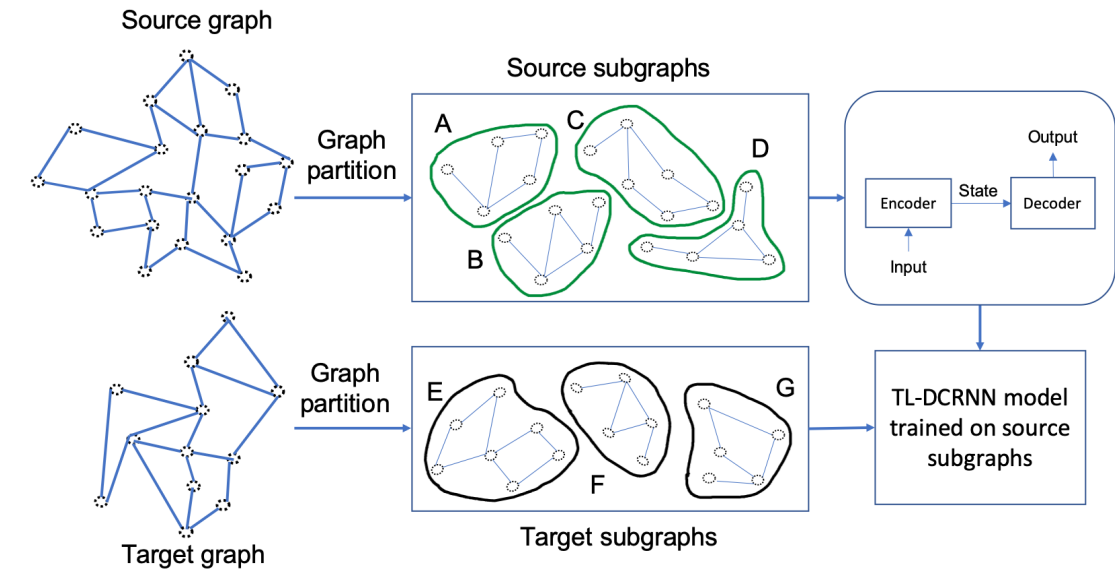 Source graph
Graph
partition
Source subgraphs
A
B
C
D
Output
Encoder
State
Decoder
Input
Target graph
Graph
partition
E
F
G
Target subgraphs
TL-DCRNN model
trained on source
subgraphs